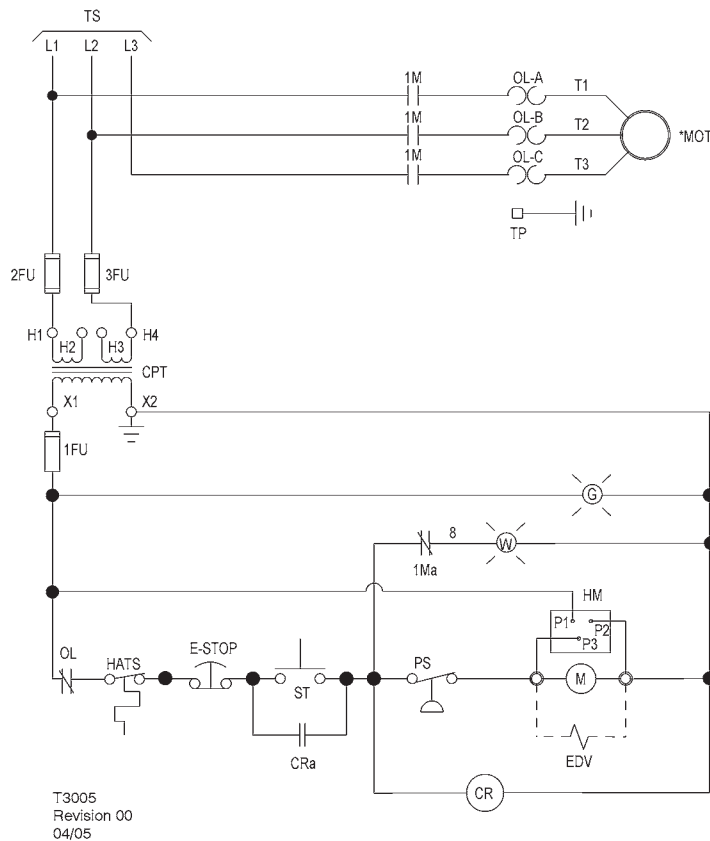 TS
L1 L2 L3
1M OL-A T1
1M OL-B T2 *MOT
1M OL-C T3
TP
2FU 3FU
H1 H2 H3 H4
CPT
X1 X2
1FU
G
8 W
1Ma
HM
P1 P2
P3
OL HATS E-STOP ST PS M
CRa
EDV
CR
T3005
Revision 00
04/05